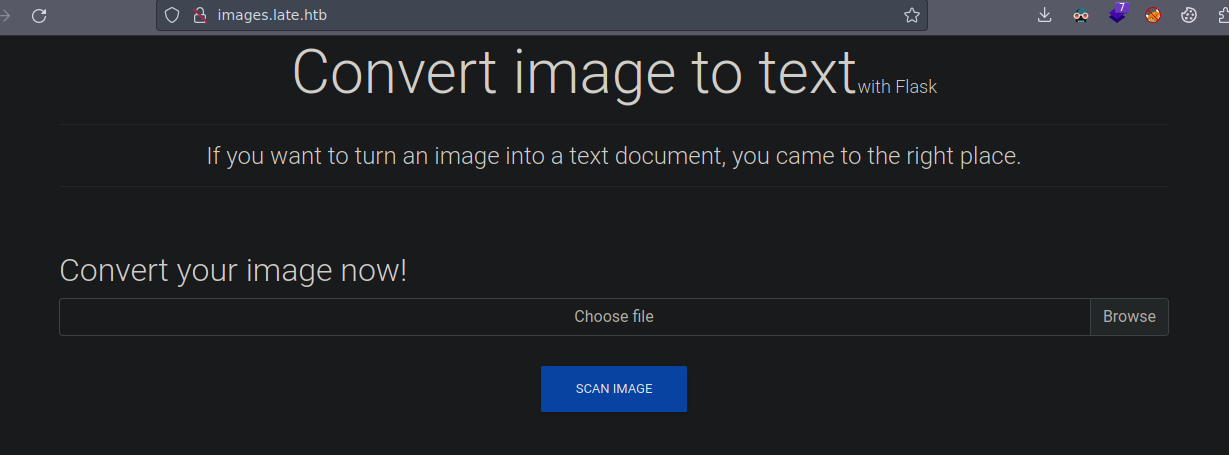 images.late.htb
7
Convert image to text with Flask
If you want to turn an image into a text document, you came to the right place.
Convert your image now!
Choose file Browse
SCAN IMAGE